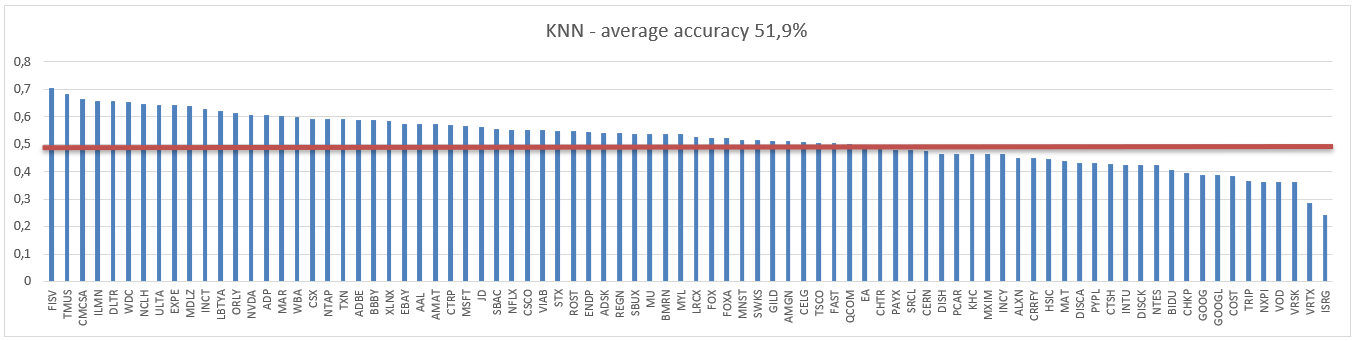 KNN - average accuracy 51,9%
0,8
0,7
0,6
0,5
0,4
0,3
0,2
0,1
0
FISV
TMUS
CMCSA
ILMN
DLTR
WDC
NCLH
ULTA
EXPE
MDLZ
INCT
LBTYA
ORLY
NVDA
ADP
MAR
WBA
CSX
NTAP
TXN
ADBE
BBBY
XLNX
EBAY
AAL
AMAT
CTRP
MSFT
JD
SBAC
NFLX
CSCO
VIAB
STX
ROST
ENDP
ADSK
REGN
SBUX
MU
BMRN
MYL
LRCX
FOX
FOXA
MNST
SWKS
GILD
AMGN
CELG
TSCO
FAST
QCOM
EA
CHTR
PAYX
SRCL
CERN
DISH
PCAR
KHC
MXIM
INCY
ALXN
CRRFY
HSIC
MAT
DISCA
PYPL
CTSH
INTU
DISCK
NTES
BIDU
CHKP
GOOG
GOOGL
COST
TRIP
NXPI
VOD
VRSK
VRTX
ISRG